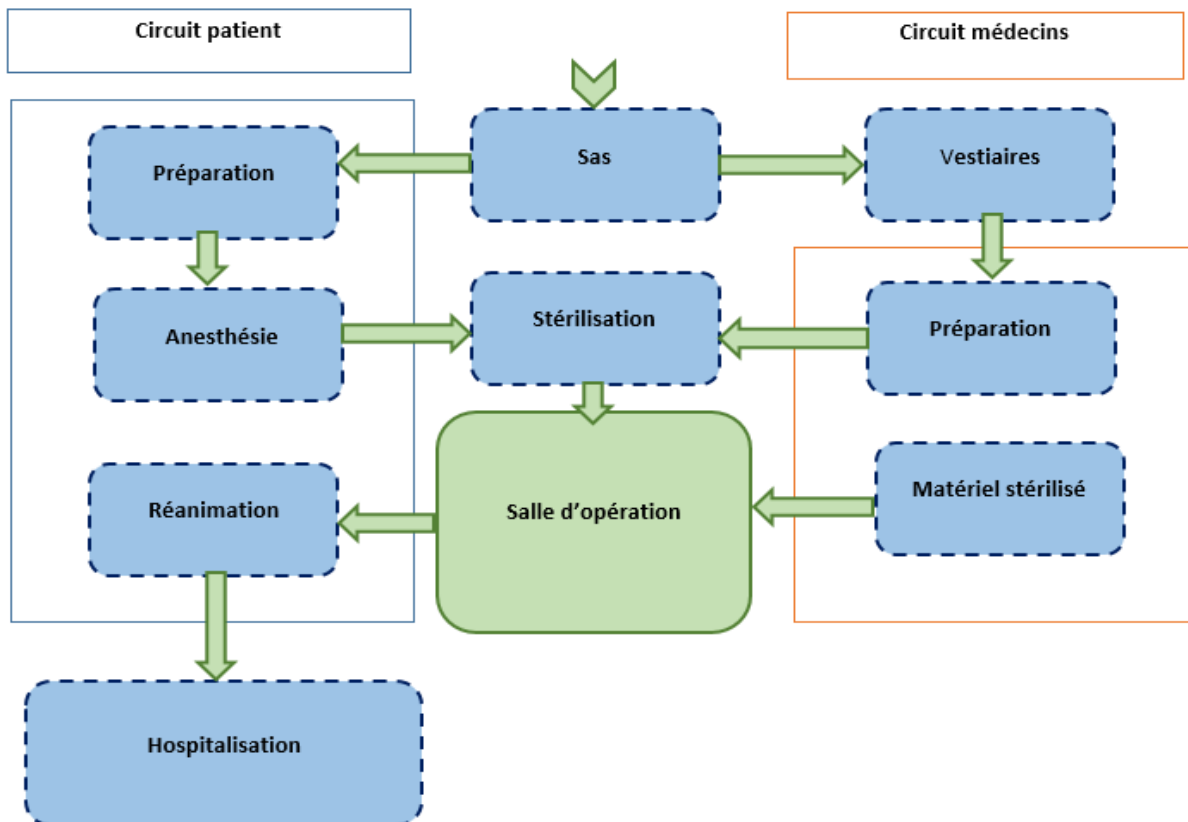 Circuit patient
Circuit médecins
Préparation
Sas
Vestiaires
Anesthésie
Stérilisation
Préparation
Réanimation
Salle d’opération
Matériel stérilisé
Hospitalisation